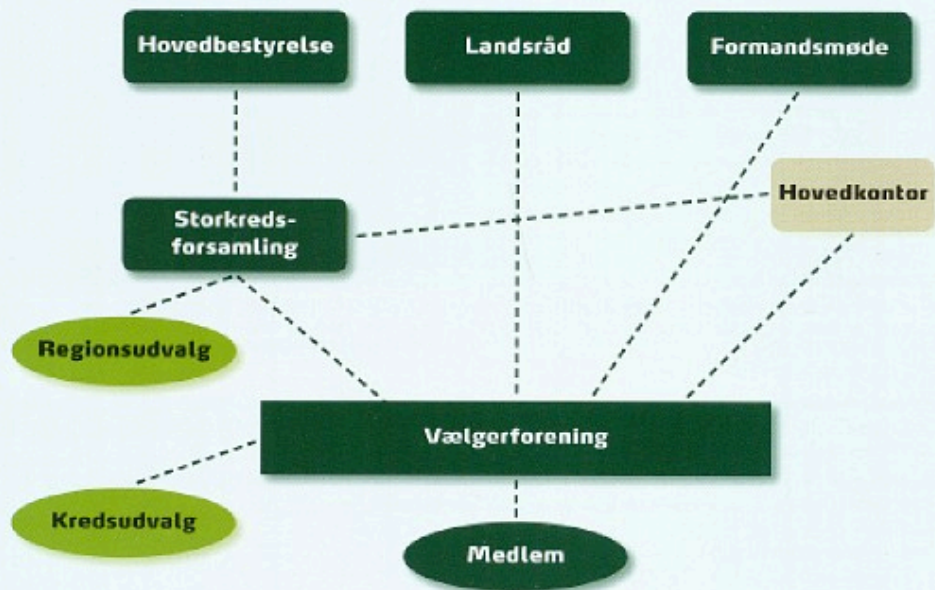 Hovedbestyrelse
Landsråd
Formandsmøde
Hovedkontor
Storkreds-
forsamling
Regionsudvalg
Vælgerforening
Kredsudvalg
Medlem